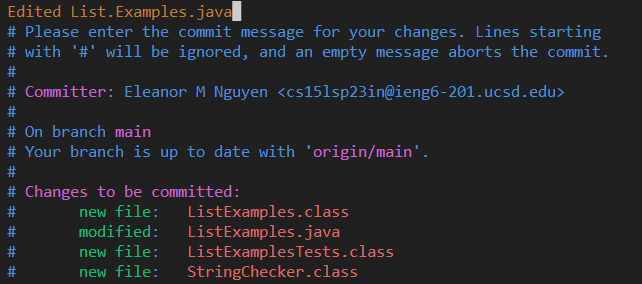 Edited List.Examples.java
# Please enter the commit message for your changes. Lines starting
# with '#' will be ignored, and an empty message aborts the commit.
#
# Committer: Eleanor M Nguyen <cs15lsp23in@ieng6-201.ucsd.edu>
#
# On branch main
# Your branch is up to date with 'origin/main'.
#
# Changes to be committed:
#       new file:   ListExamples.class
#       modified:   ListExamples.java
#       new file:   ListExamplesTests.class
#       new file:   StringChecker.class